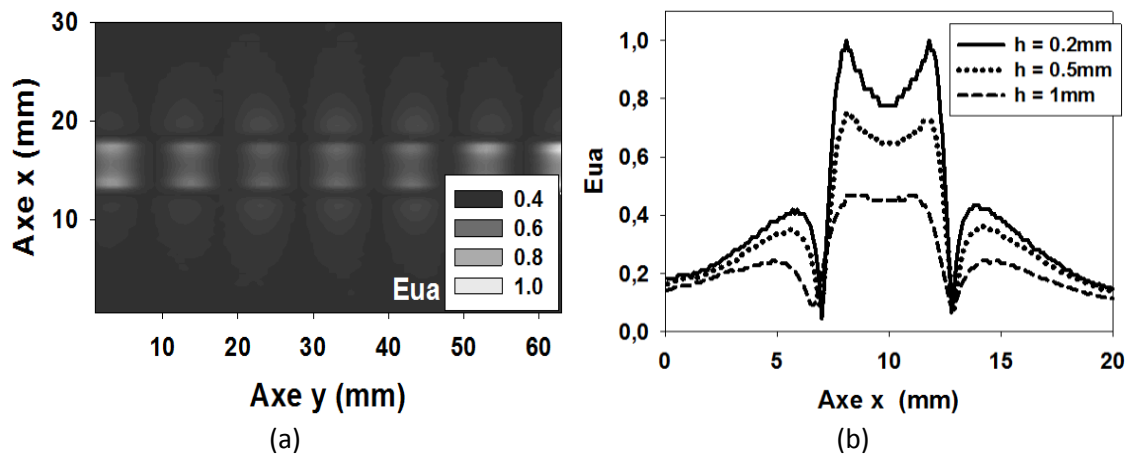 30
20
10
Axe x (mm)
0.4
0.6
0.8
1.0
Eua
10 20 30 40 50 60
Axe y (mm)
(a)
1,0
0,8
0,6
0,4
0,2
0,0
Eua
h = 0.2mm
h = 0.5mm
h = 1mm
0 5 10 15 20
Axe x (mm)
(b)